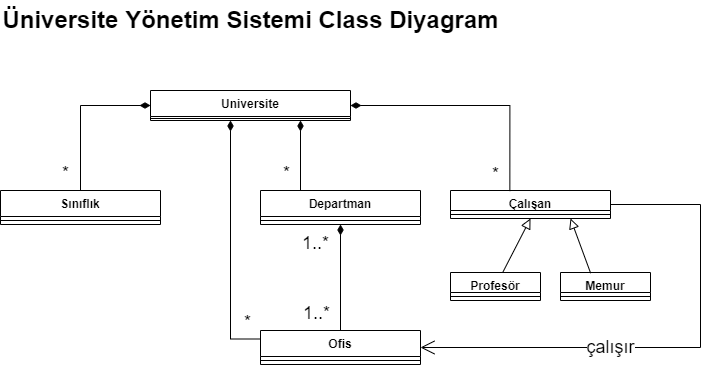 Üniversite Yönetim Sistemi Class Diyagram
Universite
*
*
*
Sınıflık
Departman
Çalışan
1..*
Profesör
Memur
1..*
*
Ofis
çalışır